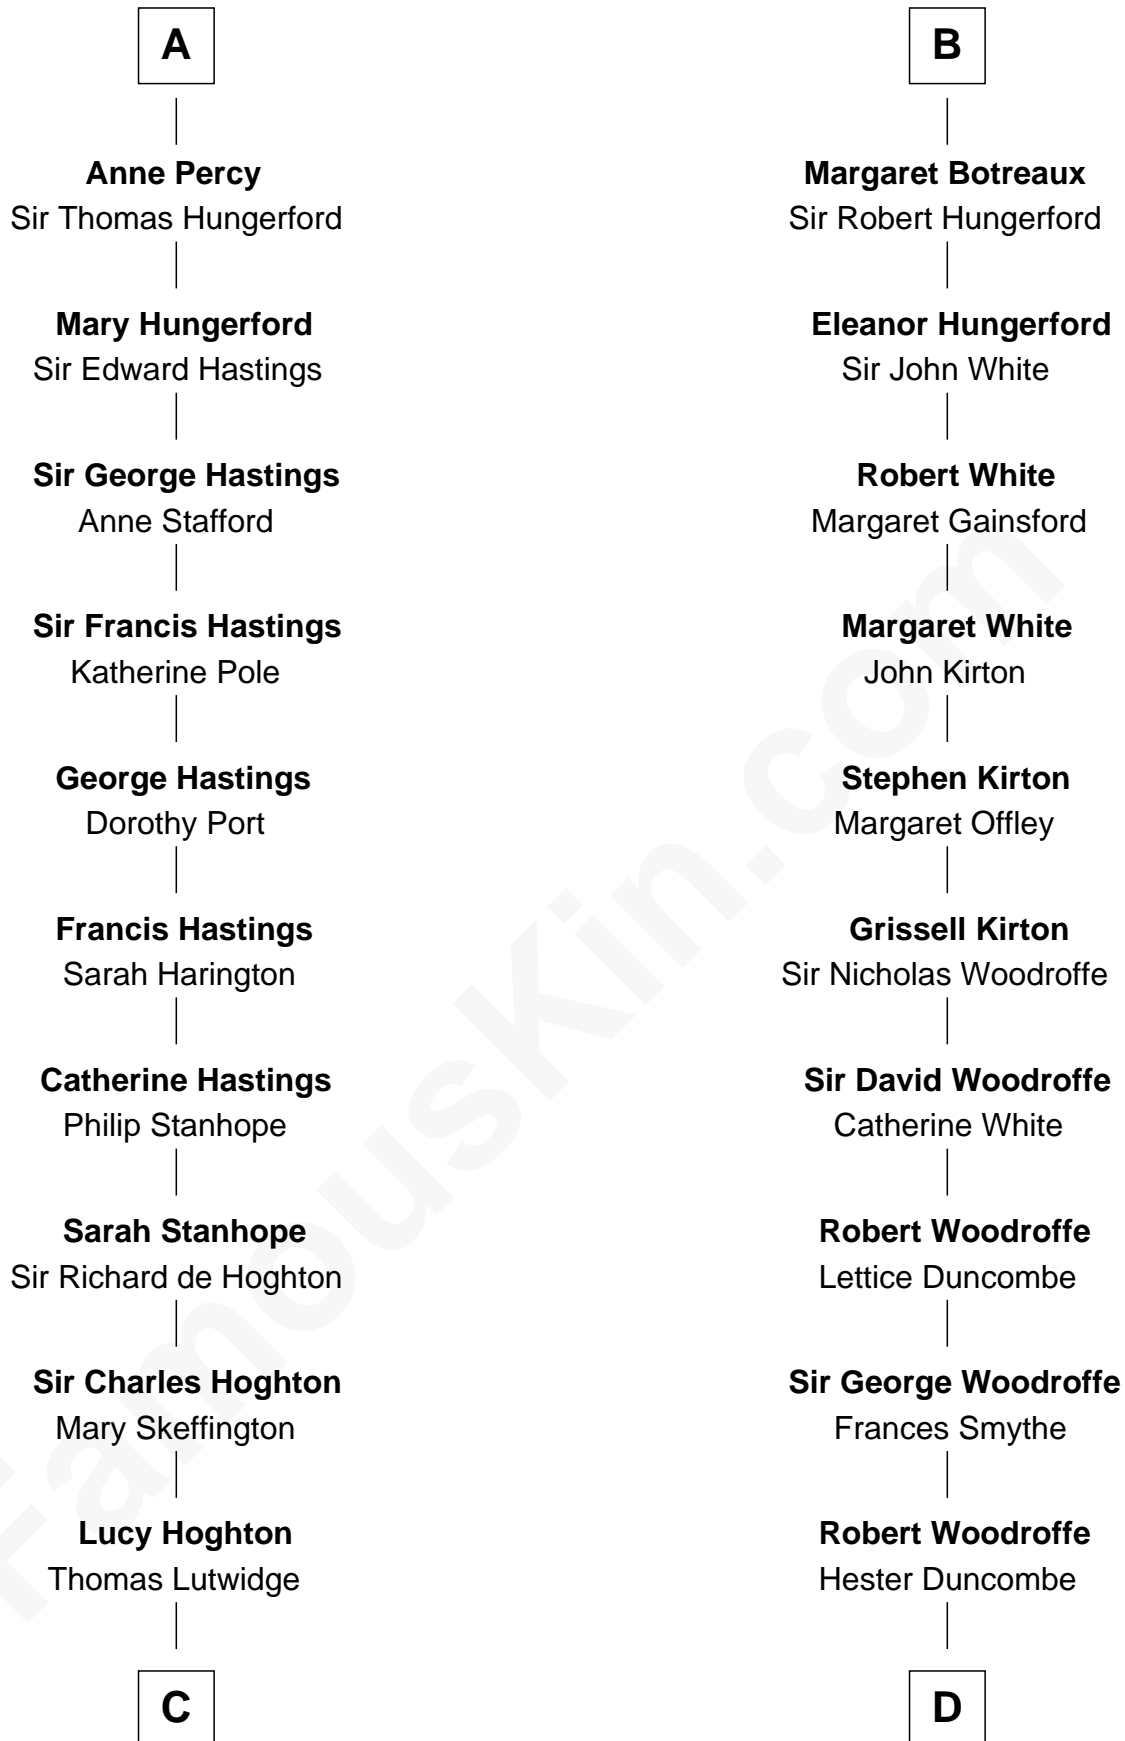 A
Anne Percy
Sir Thomas Hungerford
Mary Hungerford
Sir Edward Hastings
Sir George Hastings
Anne Stafford
Sir Francis Hastings
Katherine Pole
George Hastings
Dorothy Port
Francis Hastings
Sarah Harington
Catherine Hastings
Philip Stanhope
Sarah Stanhope
Sir Richard de Hoghton
Sir Charles Hoghton
Mary Skeffington
Lucy Hoghton
Thomas Lutwidge
C
B
Margaret Botreaux
Sir Robert Hungerford
Eleanor Hungerford
Sir John White
Robert White
Margaret Gainsford
Margaret White
John Kirton
Stephen Kirton
Margaret Offley
Grissell Kirton
Sir Nicholas Woodroffe
Sir David Woodroffe
Catherine White
Robert Woodroffe
Lettice Duncombe
Sir George Woodroffe
Frances Smythe
Robert Woodroffe
Hester Duncombe
D
FamousKin.com